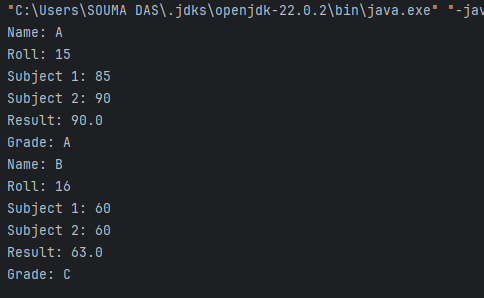 "C:\Users\SOUMA DAS\.jdks\openjdk-22.0.2\bin\java.exe" "-jav
Name: A
Roll: 15
Subject 1: 85
Subject 2: 90
Result: 90.0
Grade: A
Name: B
Roll: 16
Subject 1: 60
Subject 2: 60
Result: 63.0
Grade: C